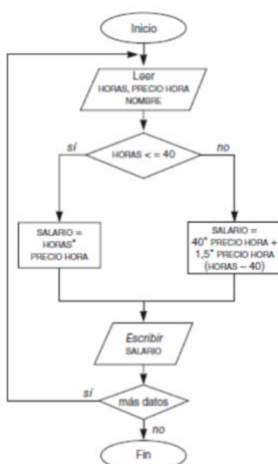 Inicio
Leer
HORAS, PRECIO HORA
NOMBRE
sí
HORAS <= 40
no
SALARIO =
HORAS*
PRECIO HORA
SALARIO =
40* PRECIO HORA +
1,5* PRECIO HORA
(HORAS – 40)
Escribir
SALARIO
sí
más datos
no
Fin